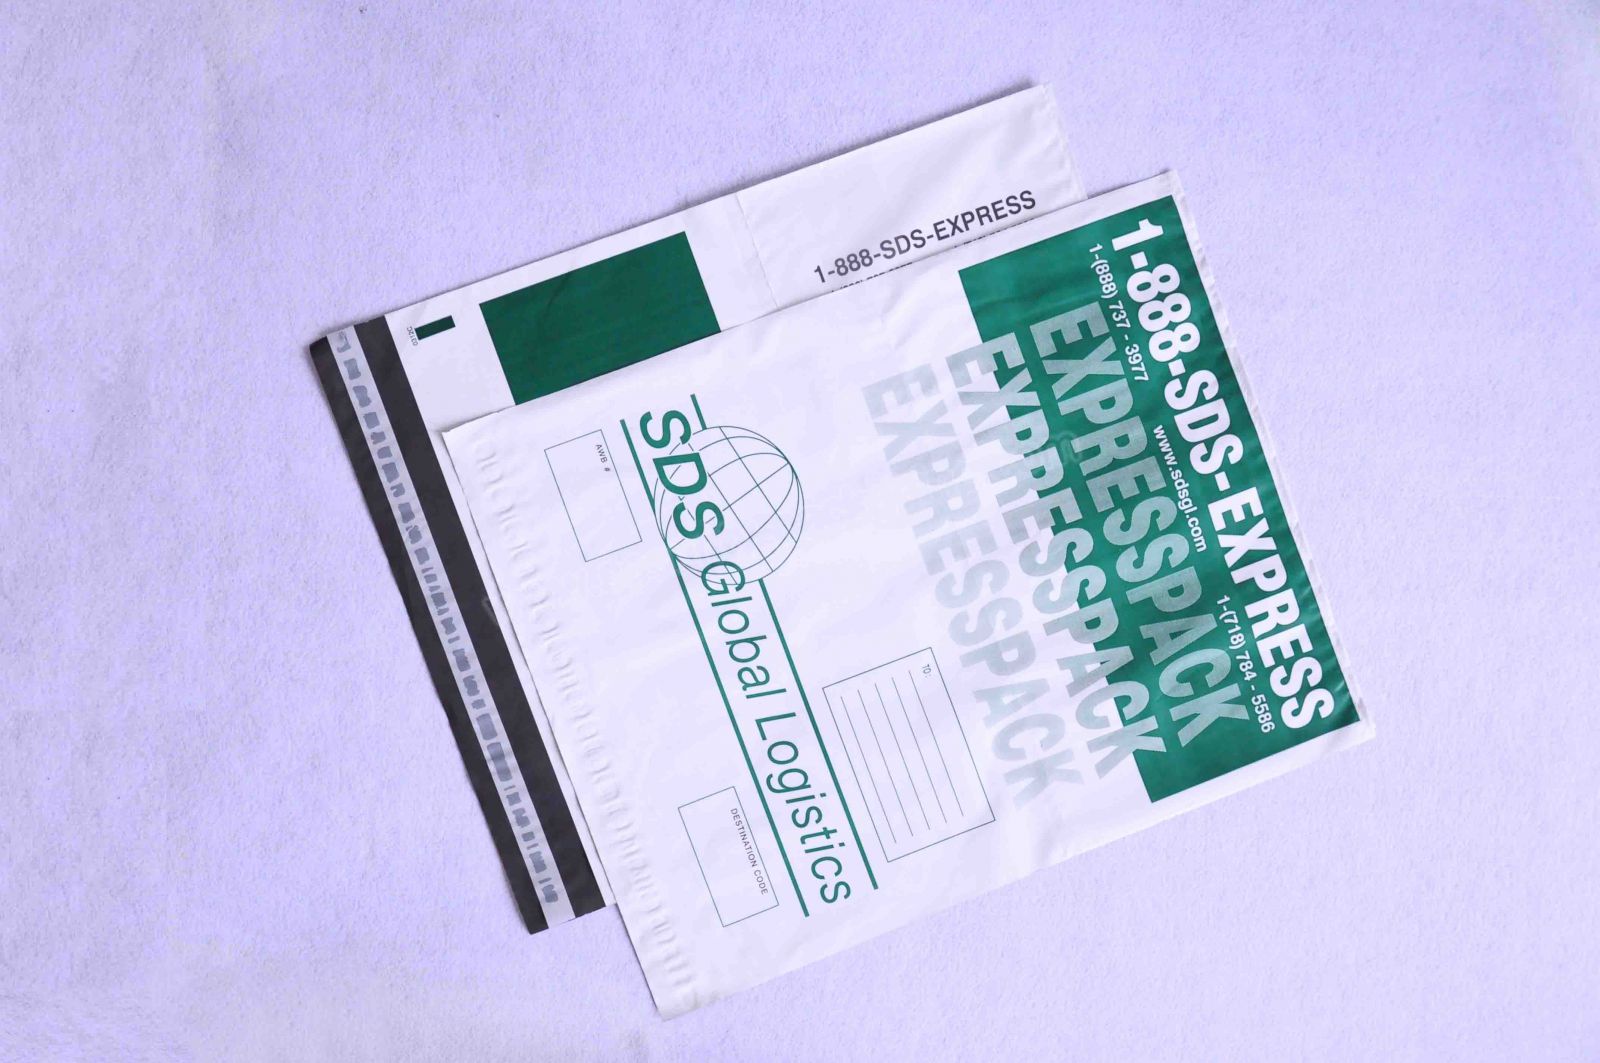 1-888-SDS-EXPRESS
0312C
1-888-SDS-EXPRESS
1-(888) 737 - 3977
www.sdsgl.com
1-(718) 784 - 5586
EXPRESSPACK
EXPRESSPACK
EXPRESSPACK
TO:
SDS Global Logistics
AWB #
DESTINATION CODE